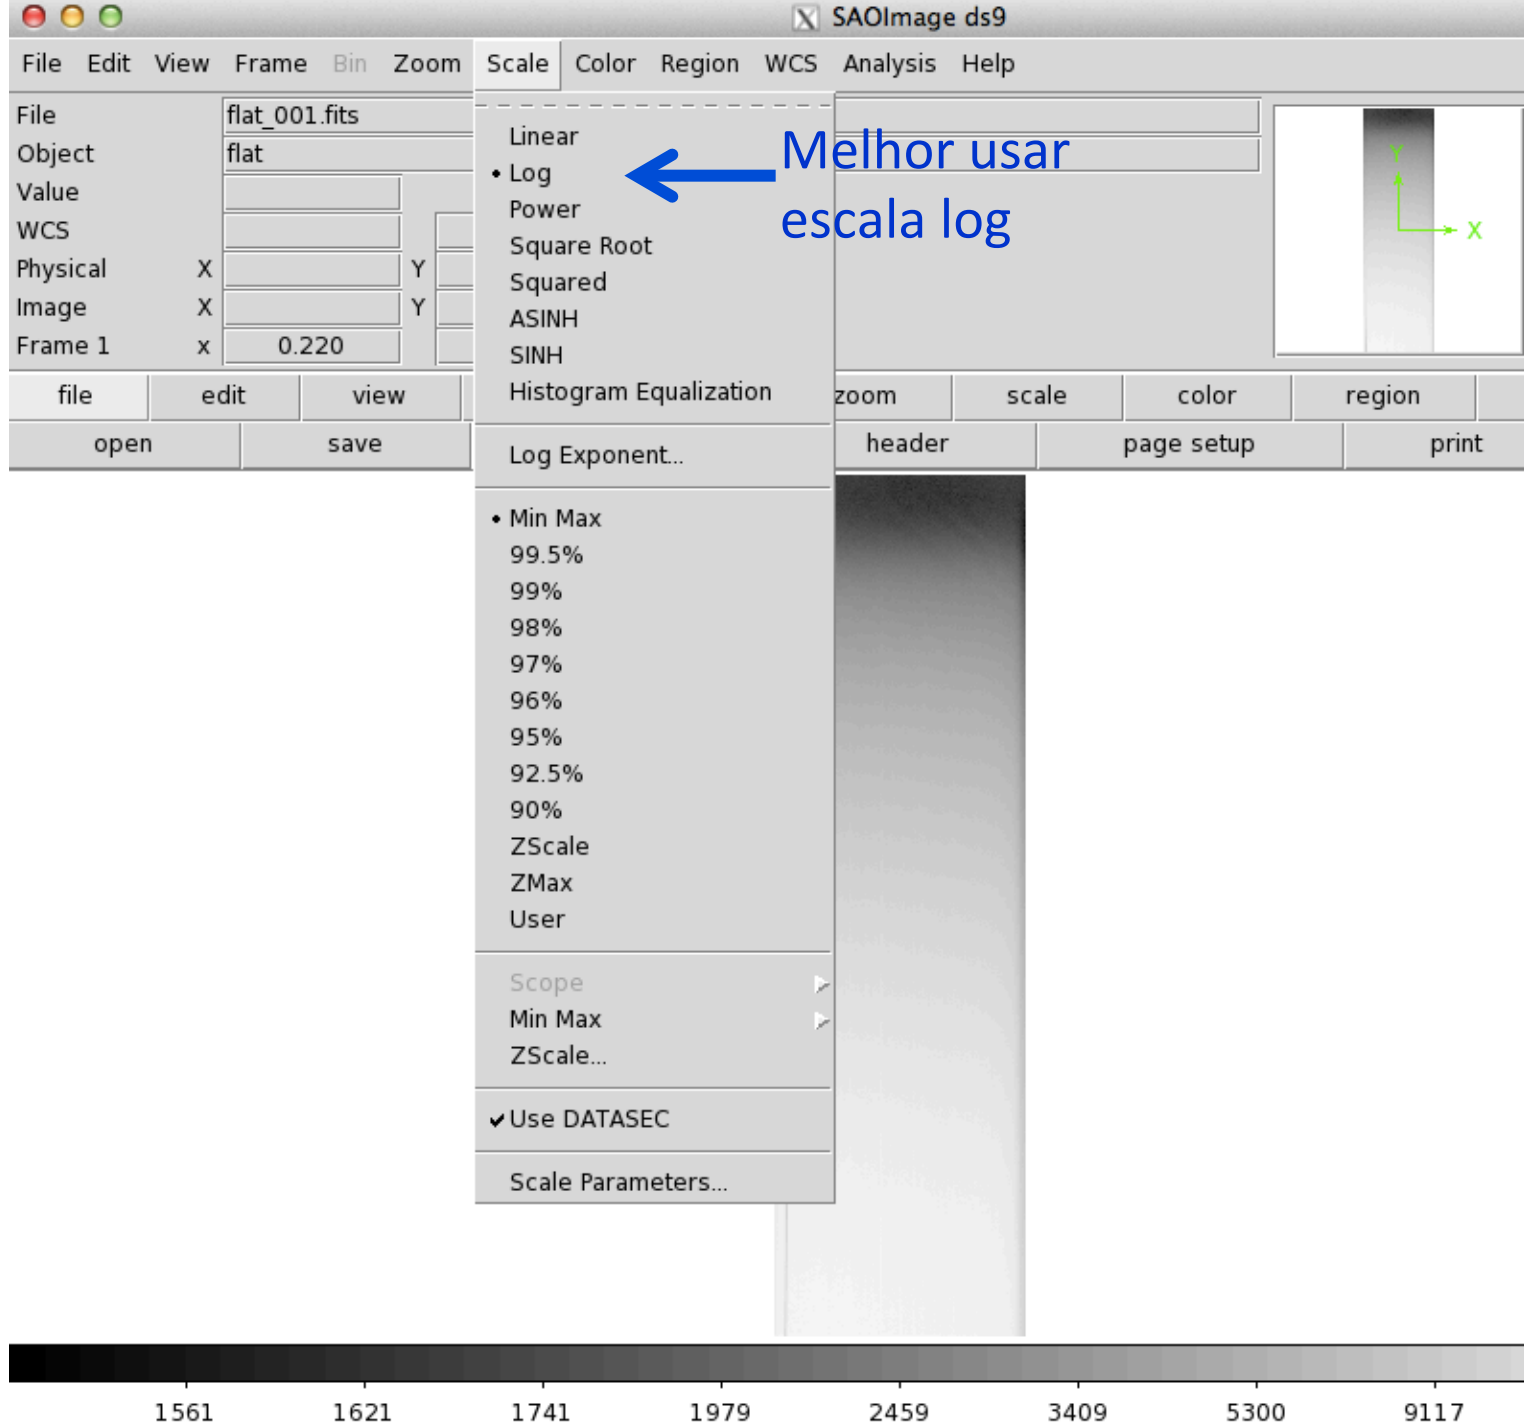 SAOImage ds9
File Edit View Frame Bin Zoom Scale Color Region WCS Analysis Help
File flat_001.fits
Object flat
Value
WCS
Physical X Y
Image X Y
Frame 1 x 0.220
Linear
• Log
Power
Square Root
Squared
ASINH
SINH
Histogram Equalization
Log Exponent...
• Min Max
99.5%
99%
98%
97%
96%
95%
92.5%
90%
ZScale
ZMax
User
Scope
Min Max
ZScale...
✔ Use DATASEC
Scale Parameters...
Melhor usar
escala log
Y
X
file edit view zoom scale color region
open save header page setup print
1561 1621 1741 1979 2459 3409 5300 9117